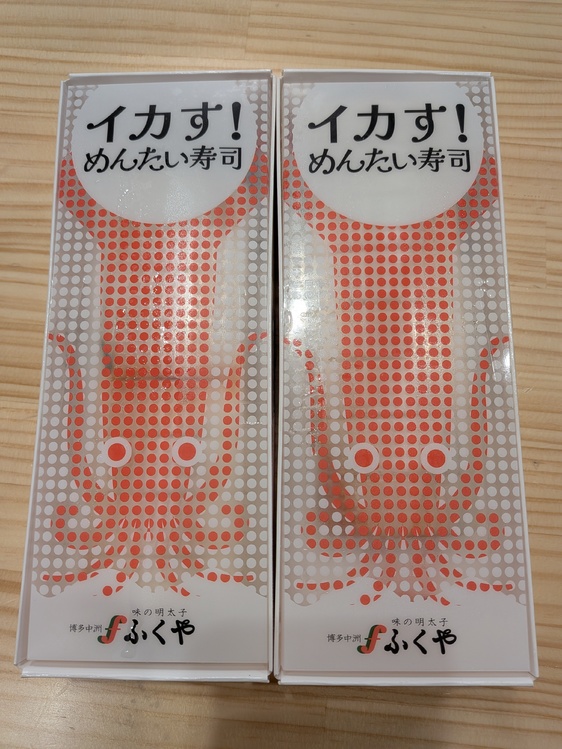 イカす!
めんたい寿司
味の明太子
博多中洲 ふくや
イカす!
めんたい寿司
味の明太子
博多中洲 ふくや